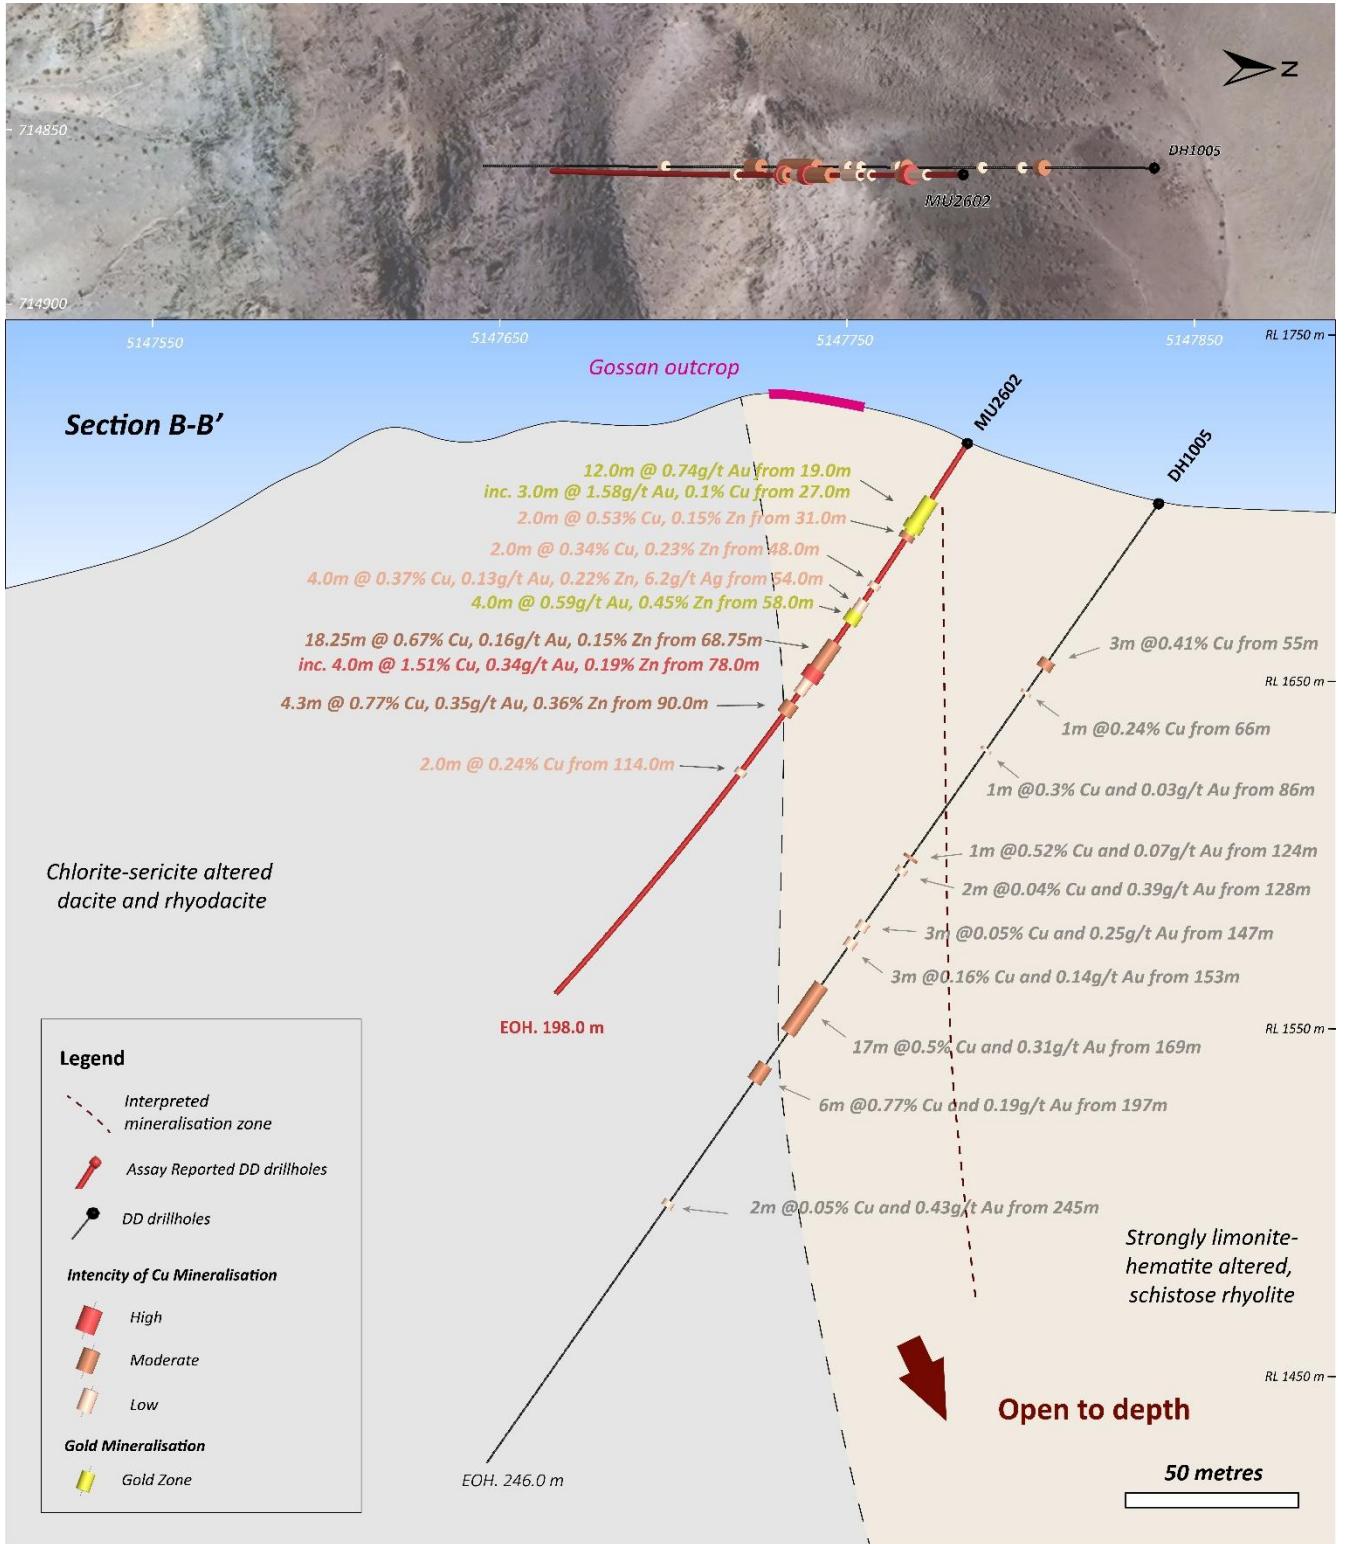 714850
714900
N
DH1005
MU2602
5147550
5147650
5147750
5147850
RL 1750 m
Gossan outcrop
Section B-B’
MU2602
DH1005
12.0m @ 0.74g/t Au from 19.0m
inc. 3.0m @ 1.58g/t Au, 0.1% Cu from 27.0m
2.0m @ 0.53% Cu, 0.15% Zn from 31.0m
2.0m @ 0.34% Cu, 0.23% Zn from 48.0m
4.0m @ 0.37% Cu, 0.13g/t Au, 0.22% Zn, 6.2g/t Ag from 54.0m
4.0m @ 0.59g/t Au, 0.45% Zn from 58.0m
18.25m @ 0.67% Cu, 0.16g/t Au, 0.15% Zn from 68.75m
inc. 4.0m @ 1.51% Cu, 0.34g/t Au, 0.19% Zn from 78.0m
4.3m @ 0.77% Cu, 0.35g/t Au, 0.36% Zn from 90.0m
2.0m @ 0.24% Cu from 114.0m
3m @0.41% Cu from 55m
RL 1650 m
1m @0.24% Cu from 66m
1m @0.3% Cu and 0.03g/t Au from 86m
1m @0.52% Cu and 0.07g/t Au from 124m
2m @0.04% Cu and 0.39g/t Au from 128m
3m @0.05% Cu and 0.25g/t Au from 147m
3m @0.16% Cu and 0.14g/t Au from 153m
RL 1550 m
17m @0.5% Cu and 0.31g/t Au from 169m
6m @0.77% Cu and 0.19g/t Au from 197m
2m @0.05% Cu and 0.43g/t Au from 245m
Chlorite-sericite altered
dacite and rhyodacite
EOH. 198.0 m
Strongly limonite-
hematite altered,
schistose rhyolite
RL 1450 m
Open to depth
50 metres
EOH. 246.0 m
Legend
Interpreted
mineralisation zone
Assay Reported DD drillholes
DD drillholes
Intencity of Cu Mineralisation
High
Moderate
Low
Gold Mineralisation
Gold Zone